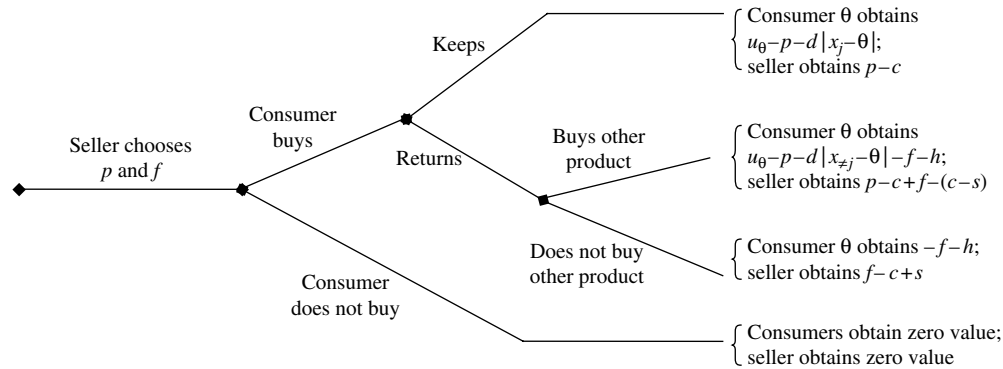 Seller chooses
p and f
Consumer
buys
Consumer
does not buy
Keeps
Returns
Buys other
product
Does not buy
other product
Consumer θ obtains
u_θ–p–d|x_j–θ|;
seller obtains p–c
Consumer θ obtains
u_θ–p–d|x_≠j–θ|–f–h;
seller obtains p–c+f–(c–s)
Consumer θ obtains –f–h;
seller obtains f–c+s
Consumers obtain zero value;
seller obtains zero value